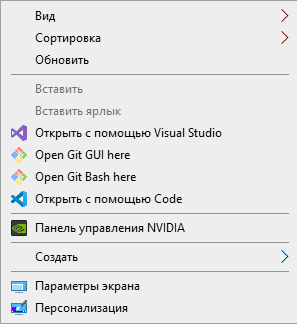 Вид
Сортировка
Обновить
Вставить
Вставить ярлык
Открыть с помощью Visual Studio
Open Git GUI here
Open Git Bash here
Открыть с помощью Code
Панель управления NVIDIA
Создать
Параметры экрана
Персонализация